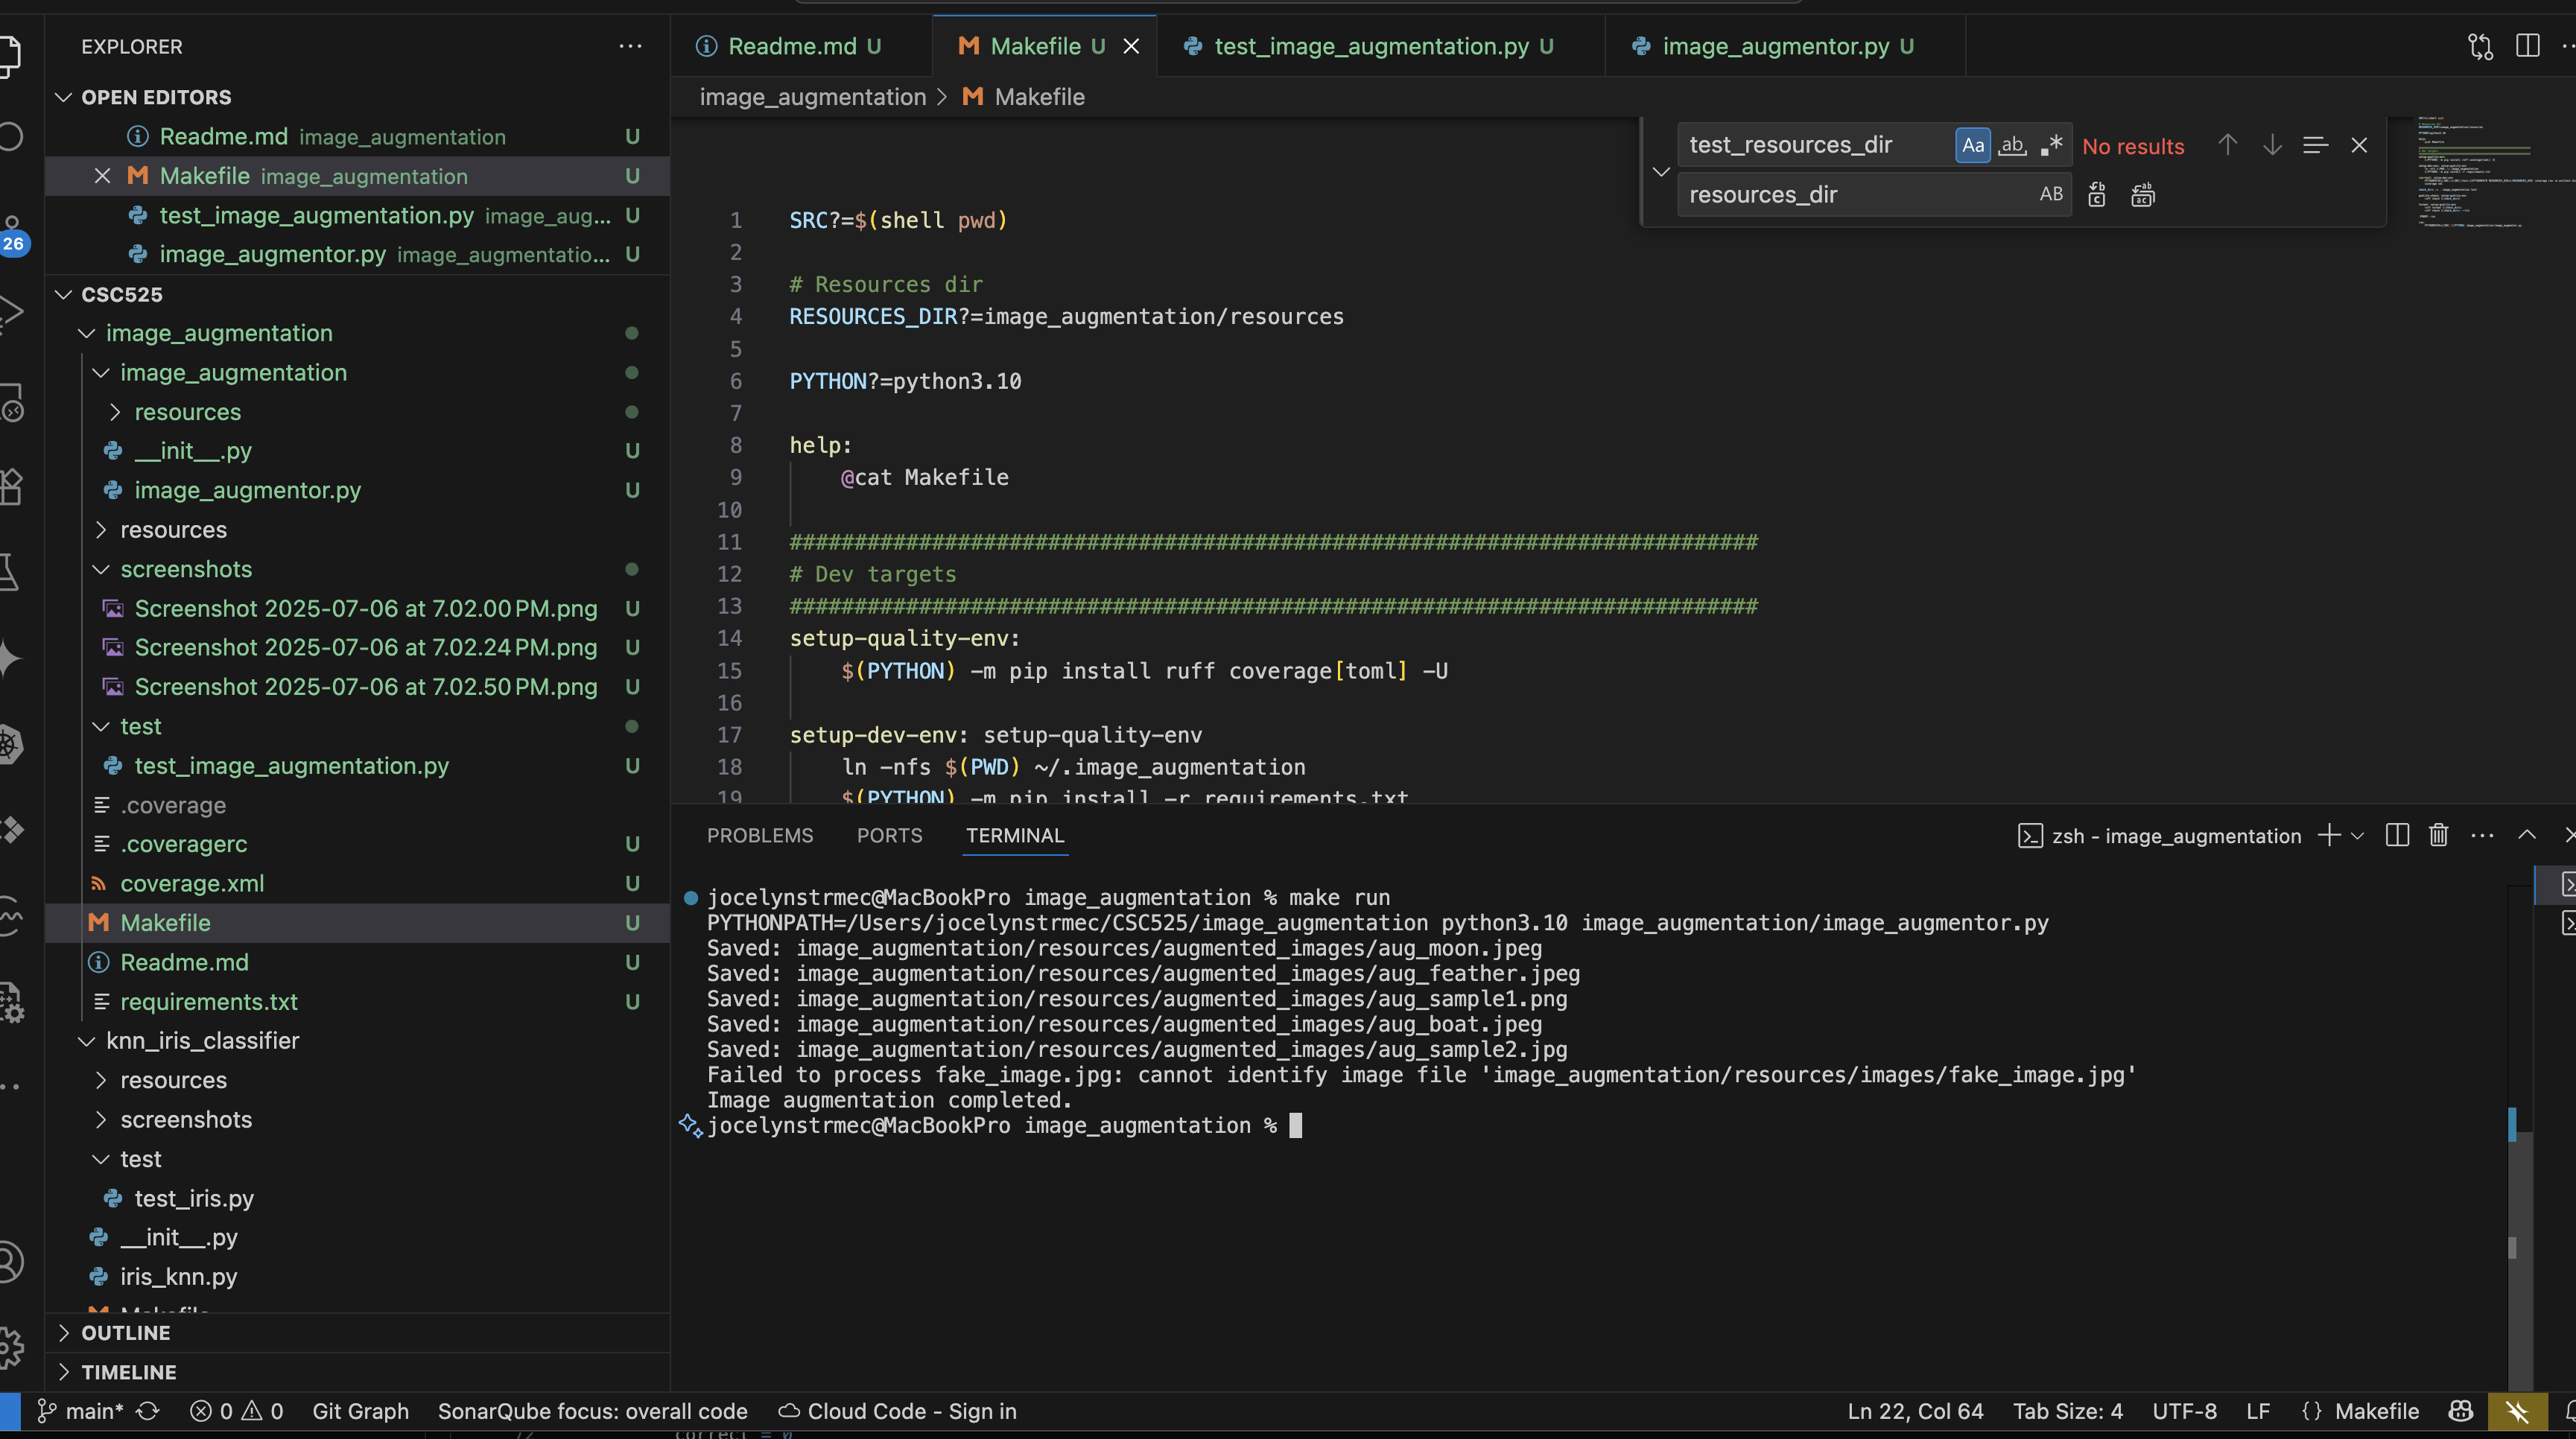 EXPLORER
OPEN EDITORS
Readme.md image_augmentation U
Makefile image_augmentation U
test_image_augmentation.py image_aug... U
image_augmentor.py image_augmentatio... U
CSC525
image_augmentation
image_augmentation
resources
__init__.py U
image_augmentor.py U
resources
screenshots
Screenshot 2025-07-06 at 7.02.00 PM.png U
Screenshot 2025-07-06 at 7.02.24 PM.png U
Screenshot 2025-07-06 at 7.02.50 PM.png U
test
test_image_augmentation.py U
.coverage
.coveragerc U
coverage.xml U
Makefile U
Readme.md U
requirements.txt U
knn_iris_classifier
resources
screenshots
test
test_iris.py
__init__.py
iris_knn.py
Makefile
OUTLINE
TIMELINE
26
Readme.md U
Makefile U
test_image_augmentation.py U
image_augmentor.py U
image_augmentation > Makefile
test_resources_dir Aa ab .* No results
resources_dir AB
1 SRC?=$(shell pwd)
2
3 # Resources dir
4 RESOURCES_DIR?=image_augmentation/resources
5
6 PYTHON?=python3.10
7
8 help:
9 @cat Makefile
10
11 ###########################################################################
12 # Dev targets
13 ###########################################################################
14 setup-quality-env:
15 $(PYTHON) -m pip install ruff coverage[toml] -U
16
17 setup-dev-env: setup-quality-env
18 ln -nfs $(PWD) ~/.image_augmentation
19 $(PYTHON) -m pip install -r requirements.txt
PROBLEMS PORTS TERMINAL
zsh - image_augmentation
jocelynstrmec@MacBookPro image_augmentation % make run
PYTHONPATH=/Users/jocelynstrmec/CSC525/image_augmentation python3.10 image_augmentation/image_augmentor.py
Saved: image_augmentation/resources/augmented_images/aug_moon.jpeg
Saved: image_augmentation/resources/augmented_images/aug_feather.jpeg
Saved: image_augmentation/resources/augmented_images/aug_sample1.png
Saved: image_augmentation/resources/augmented_images/aug_boat.jpeg
Saved: image_augmentation/resources/augmented_images/aug_sample2.jpg
Failed to process fake_image.jpg: cannot identify image file 'image_augmentation/resources/images/fake_image.jpg'
Image augmentation completed.
jocelynstrmec@MacBookPro image_augmentation %
main* 0 0 Git Graph SonarQube focus: overall code Cloud Code - Sign in
Ln 22, Col 64 Tab Size: 4 UTF-8 LF {} Makefile